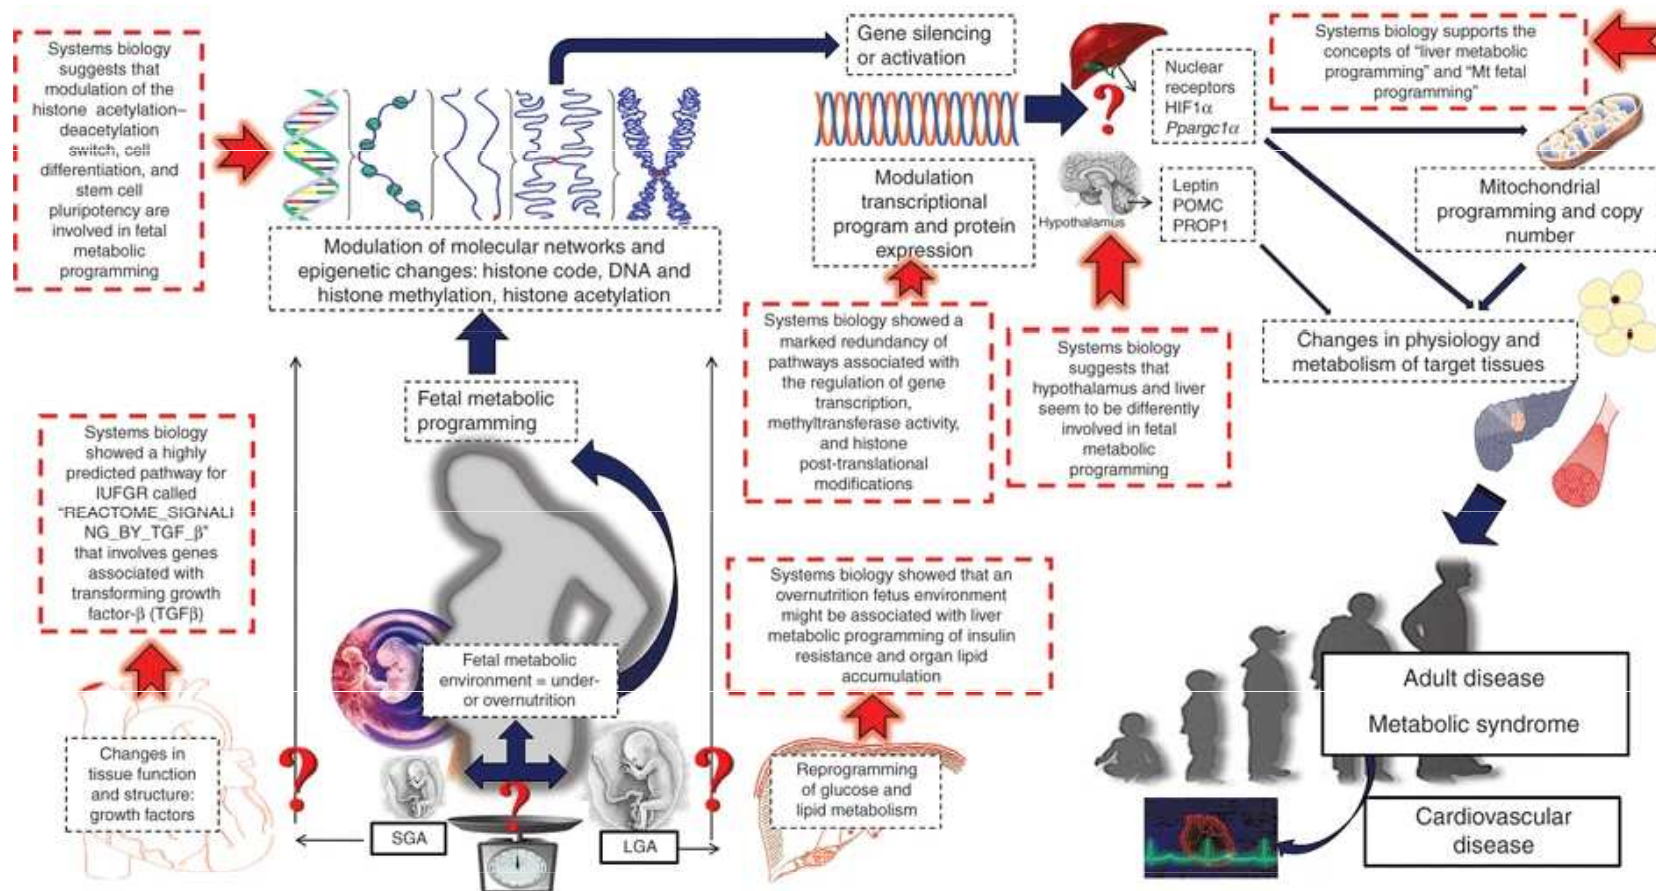 Systems biology
suggests that
modulation of the
histone acetylation–
deacetylation
switch, cell
differentiation, and
stem cell
pluripotency are
involved in fetal
metabolic
programming
Modulation of molecular networks and
epigenetic changes: histone code, DNA and
histone methylation, histone acetylation
Gene silencing
or activation
Modulation
transcriptional
program and protein
expression
?
Nuclear
receptors
HIF1α
Ppargc1α
Hypothalamus
Leptin
POMC
PROP1
Systems biology supports the
concepts of “liver metabolic
programming” and “Mt fetal
programming”
Mitochondrial
programming and copy
number
Changes in physiology and
metabolism of target tissues
Systems biology showed a
marked redundancy of
pathways associated with
the regulation of gene
transcription,
methyltransferase activity,
and histone
post-translational
modifications
Systems biology
suggests that
hypothalamus and liver
seem to be differently
involved in fetal
metabolic
programming
Fetal metabolic
programming
Systems biology
showed a highly
predicted pathway for
IUFGR called
“REACTOME_SIGNALI
NG_BY_TGF_β”
that involves genes
associated with
transforming growth
factor-β (TGFβ)
Changes in
tissue function
and structure:
growth factors
Fetal metabolic
environment = under-
or overnutrition
?
?
?
SGA
LGA
Systems biology showed that an
overnutrition fetus environment
might be associated with liver
metabolic programming of insulin
resistance and organ lipid
accumulation
Reprogramming
of glucose and
lipid metabolism
Adult disease
Metabolic syndrome
Cardiovascular
disease